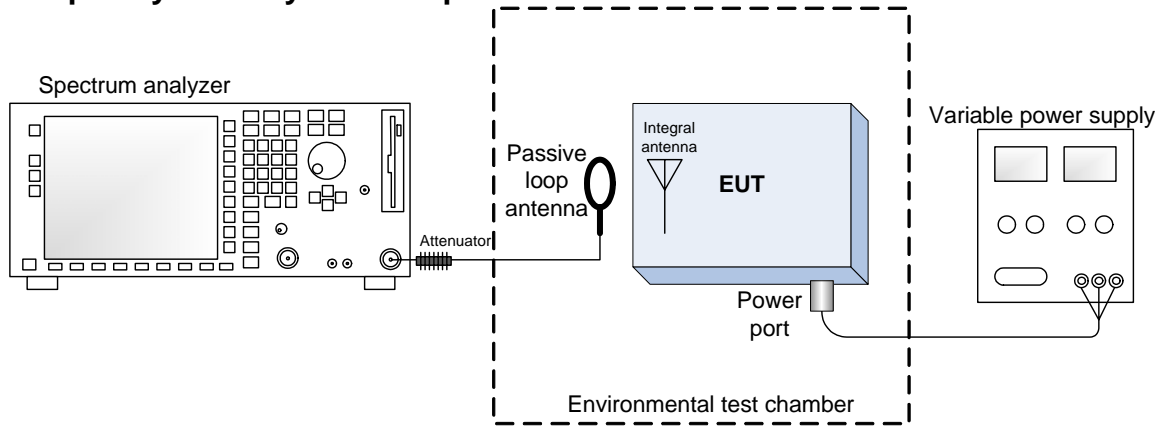 Spectrum analyzer
Attenuator
Passive
loop
antenna
Integral
antenna
EUT
Power
port
Variable power supply
Environmental test chamber